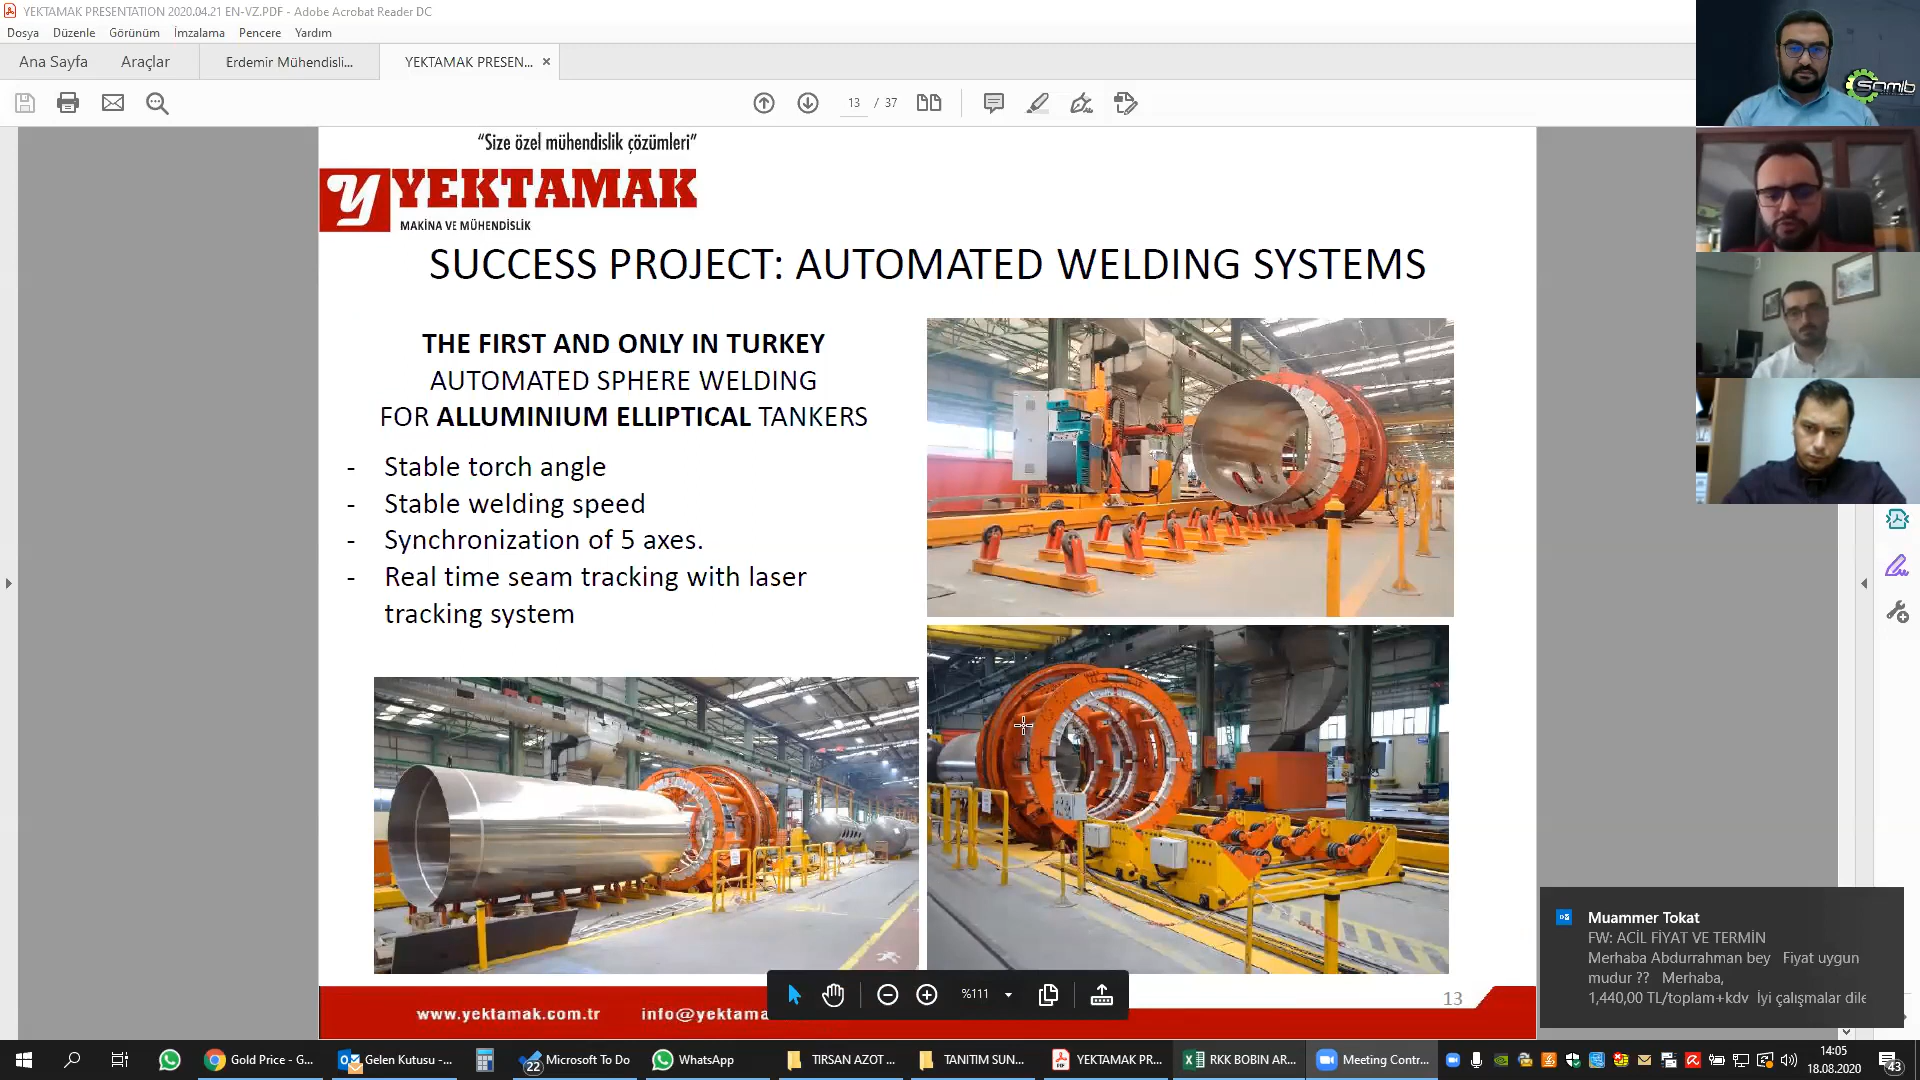 YEKTAMAK PRESENTATION 2020.04.21 EN-VZ.PDF - Adobe Acrobat Reader DC
Dosya Düzenle Görünüm İmzalama Pencere Yardım
Ana Sayfa Araçlar Erdemir Mühendisli... YEKTAMAK PRESEN... ×
13 / 37
Samib
“Size özel mühendislik çözümleri”
YEKTAMAK
MAKİNA VE MÜHENDİSLİK
SUCCESS PROJECT: AUTOMATED WELDING SYSTEMS
THE FIRST AND ONLY IN TURKEY
AUTOMATED SPHERE WELDING
FOR ALLUMINIUM ELLIPTICAL TANKERS
- Stable torch angle
- Stable welding speed
- Synchronization of 5 axes.
- Real time seam tracking with laser
tracking system
Muammer Tokat
FW: ACİL FİYAT VE TERMİN
Merhaba Abdurrahman bey Fiyat uygun
mudur ?? Merhaba,
1,440,00 TL/toplam+kdv İyi çalışmalar dile
%111
13
www.yektamak.com.tr info@yektama
Gold Price - G... Gelen Kutusu -... 22 Microsoft To Do WhatsApp TIRSAN AZOT ... TANITIM SUN... YEKTAMAK PR... RKK BOBIN AR... Meeting Contr... 14:05
18.08.2020 43